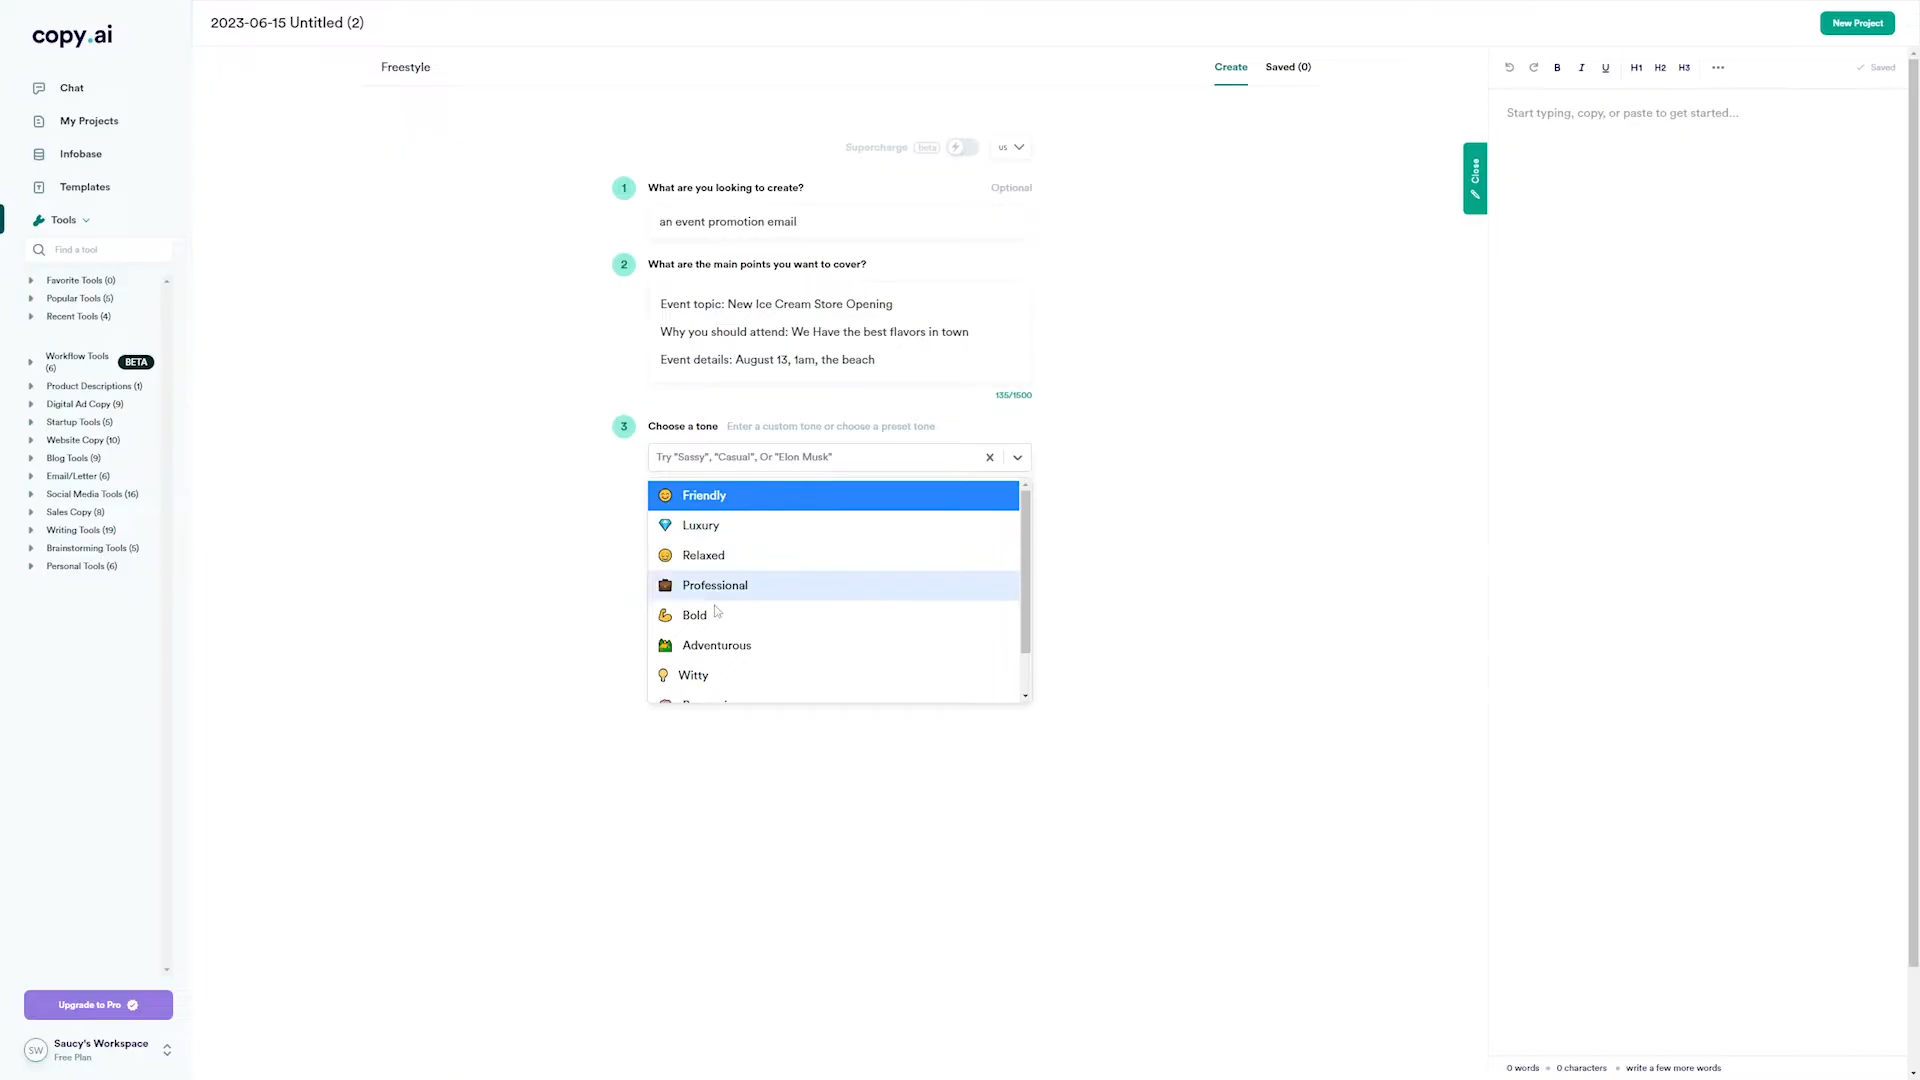 copy.ai
Chat
My Projects
Infobase
Templates
Tools
Find a tool
Favorite Tools (0)
Popular Tools (5)
Recent Tools (4)
Workflow Tools
(6)
BETA
Product Descriptions (1)
Digital Ad Copy (9)
Startup Tools (5)
Website Copy (10)
Blog Tools (9)
Email/Letter (6)
Social Media Tools (16)
Sales Copy (8)
Writing Tools (19)
Brainstorming Tools (5)
Personal Tools (6)
Upgrade to Pro
SW
Saucy's Workspace
Free Plan
2023-06-15 Untitled (2)
New Project
Freestyle
Create
Saved (0)
Supercharge beta
us
1 What are you looking to create? Optional
an event promotion email
2 What are the main points you want to cover?
Event topic: New Ice Cream Store Opening
Why you should attend: We Have the best flavors in town
Event details: August 13, 1am, the beach
135/1500
3 Choose a tone Enter a custom tone or choose a preset tone
Try "Sassy", "Casual", Or "Elon Musk"
Friendly
Luxury
Relaxed
Professional
Bold
Adventurous
Witty
Close
B I U H1 H2 H3
Saved
Start typing, copy, or paste to get started...
0 words • 0 characters • write a few more words